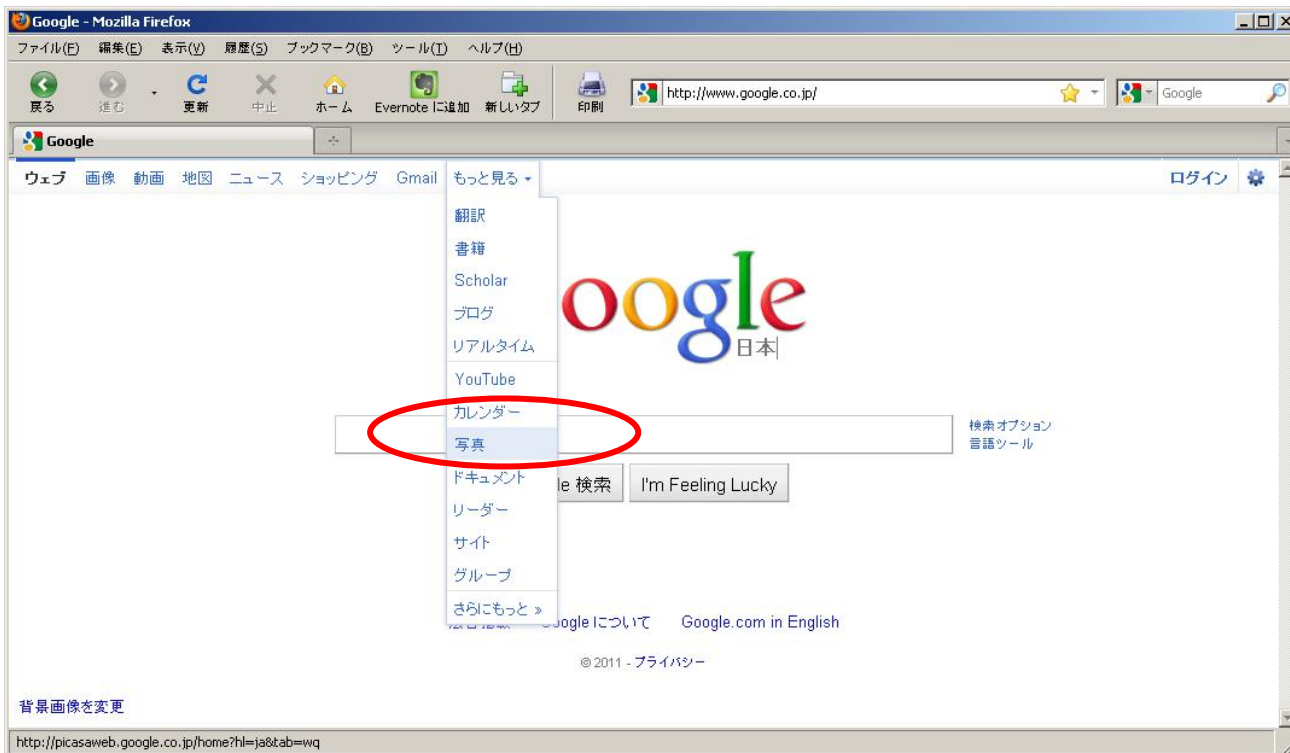 Google - Mozilla Firefox
ファイル(F) 編集(E) 表示(V) 履歴(S) ブックマーク(B) ツール(T) ヘルプ(H)
戻る 進む 更新 中止 ホーム Evernote に追加 新しいタブ 印刷 http://www.google.co.jp/ Google
Google
ウェブ 画像 動画 地図 ニュース ショッピング Gmail もっと見る ログイン
翻訳
書籍
Scholar
ブログ
リアルタイム
YouTube
カレンダー
写真
ドキュメント
リーダー
サイト
グループ
さらにもっと »
oogle
日本
検索オプション
言語ツール
le 検索 I'm Feeling Lucky
oogle について Google.com in English
© 2011 - プライバシー
背景画像を変更
http://picasaweb.google.co.jp/home?hl=ja&tab=wq